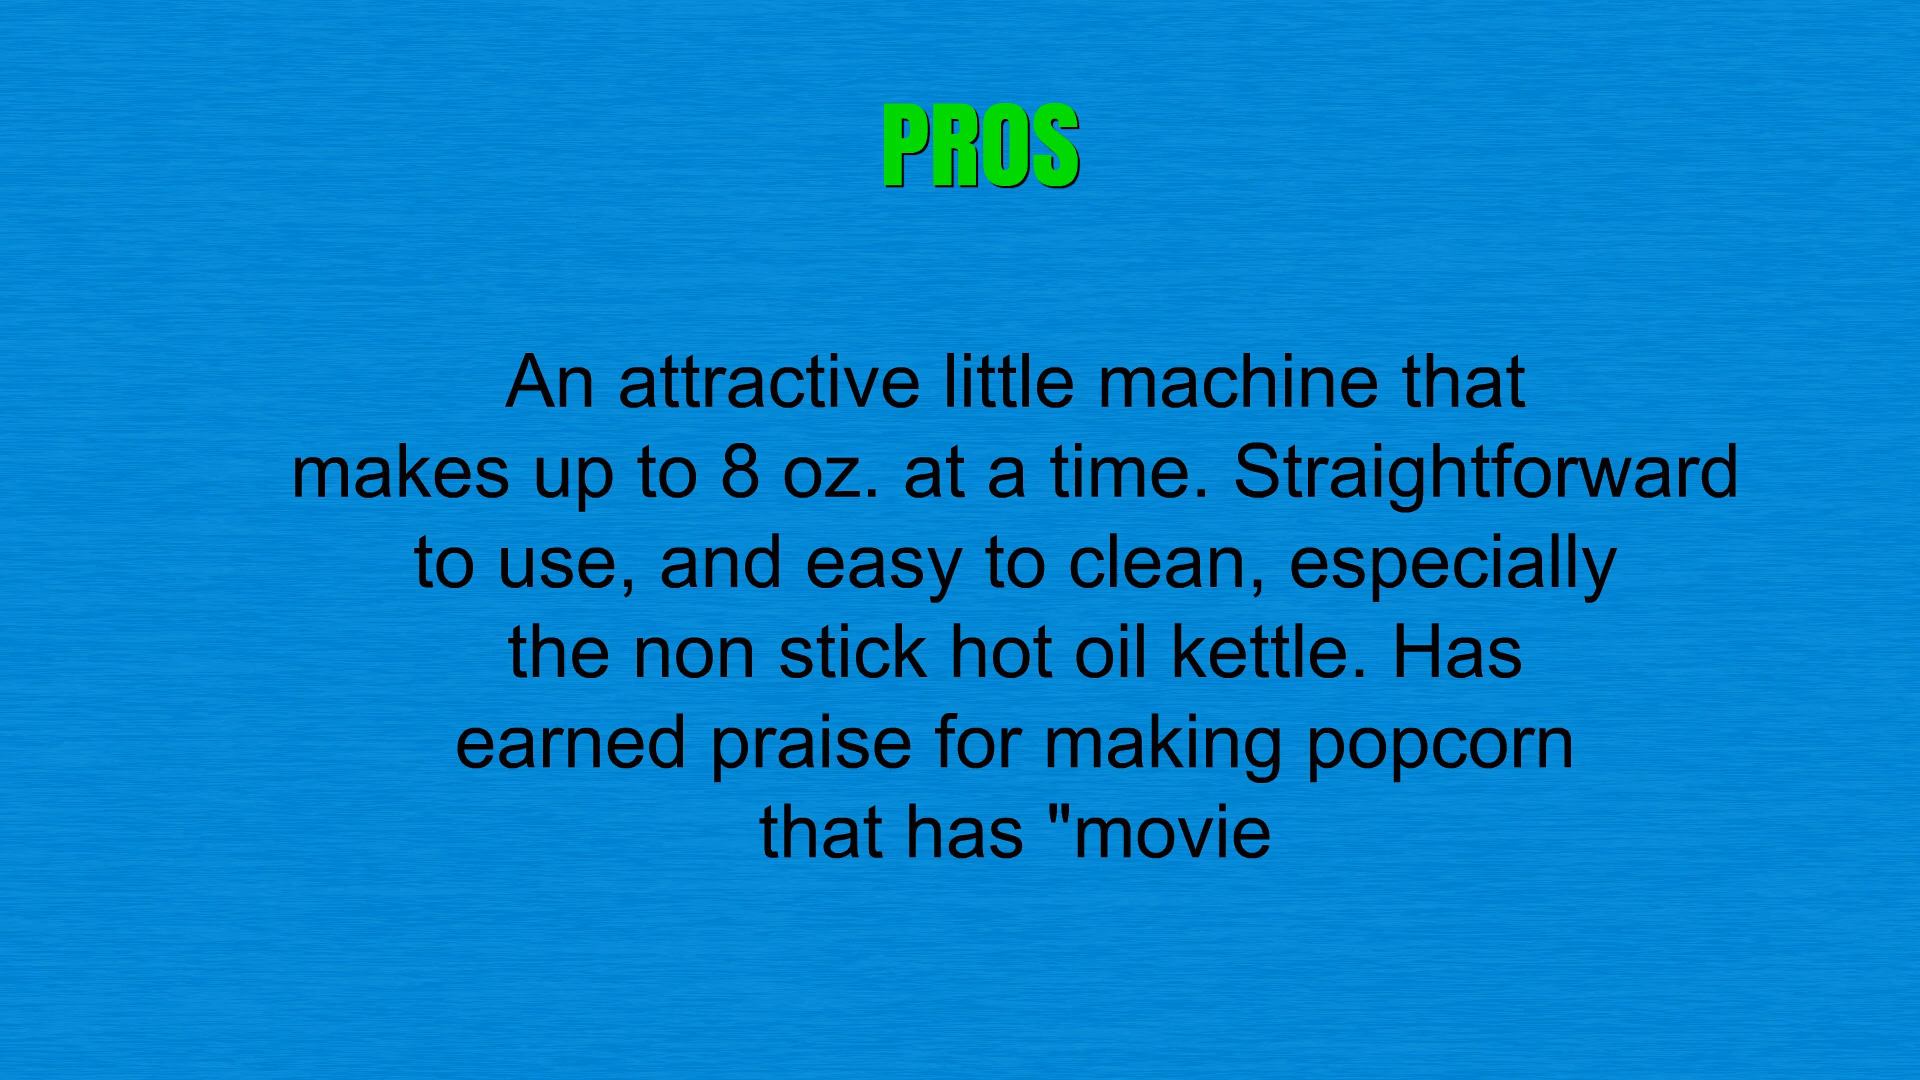 PROS
An attractive little machine that
makes up to 8 oz. at a time. Straightforward
to use, and easy to clean, especially
the non stick hot oil kettle. Has
earned praise for making popcorn
that has "movie